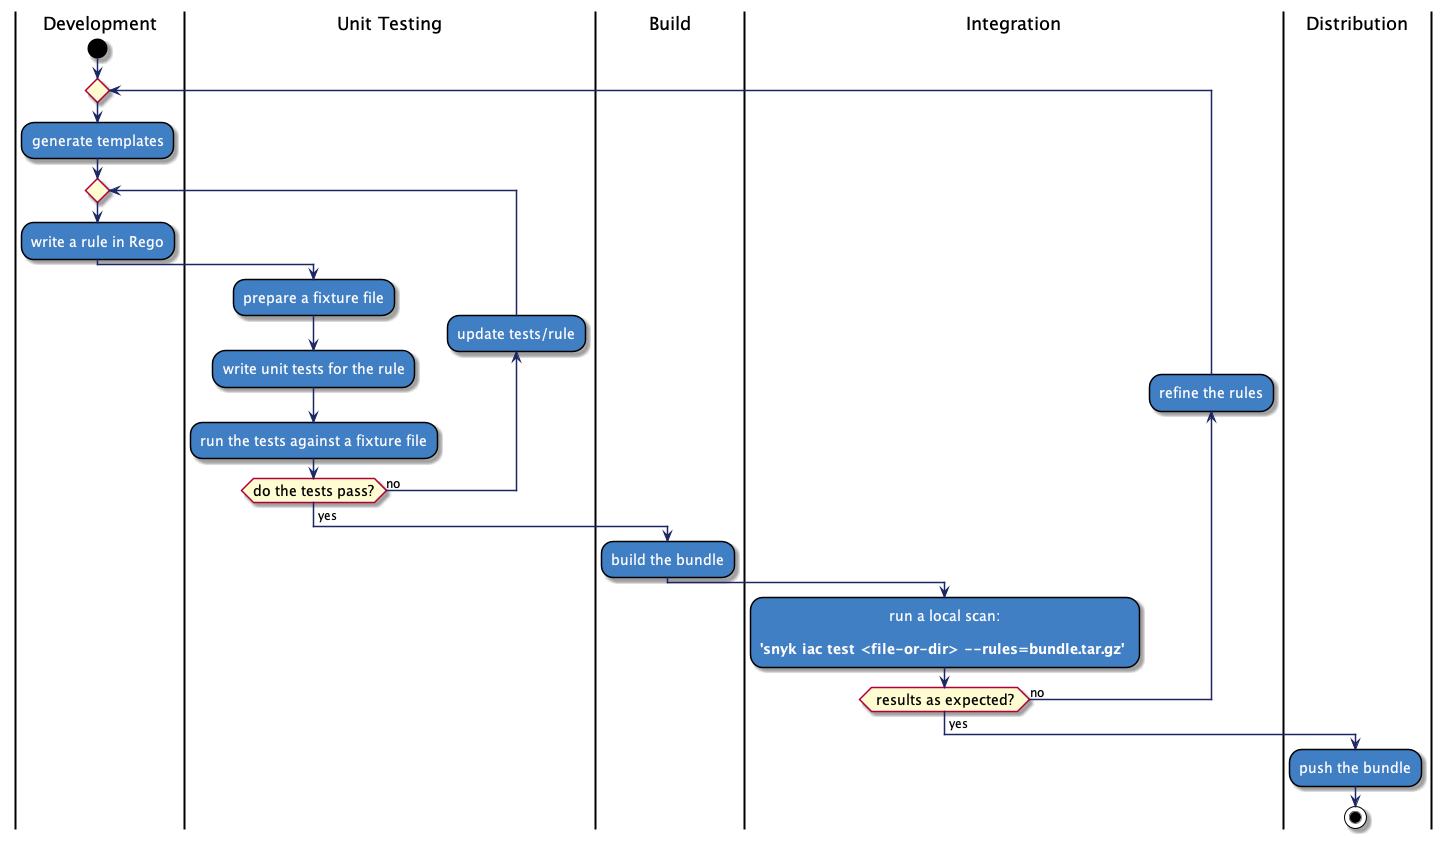 Development
Unit Testing
Build
Integration
Distribution
generate templates
write a rule in Rego
prepare a fixture file
update tests/rule
write unit tests for the rule
refine the rules
run the tests against a fixture file
do the tests pass?
no
yes
build the bundle
run a local scan:
'snyk iac test <file-or-dir> --rules=bundle.tar.gz'
results as expected?
no
yes
push the bundle